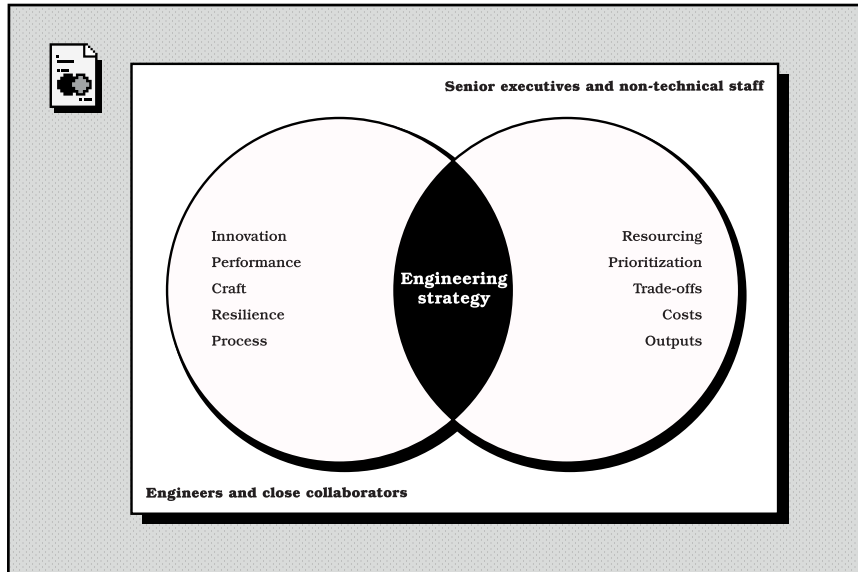 Senior executives and non-technical staff
Innovation
Performance
Craft
Resilience
Process
Engineering
strategy
Resourcing
Prioritization
Trade-offs
Costs
Outputs
Engineers and close collaborators